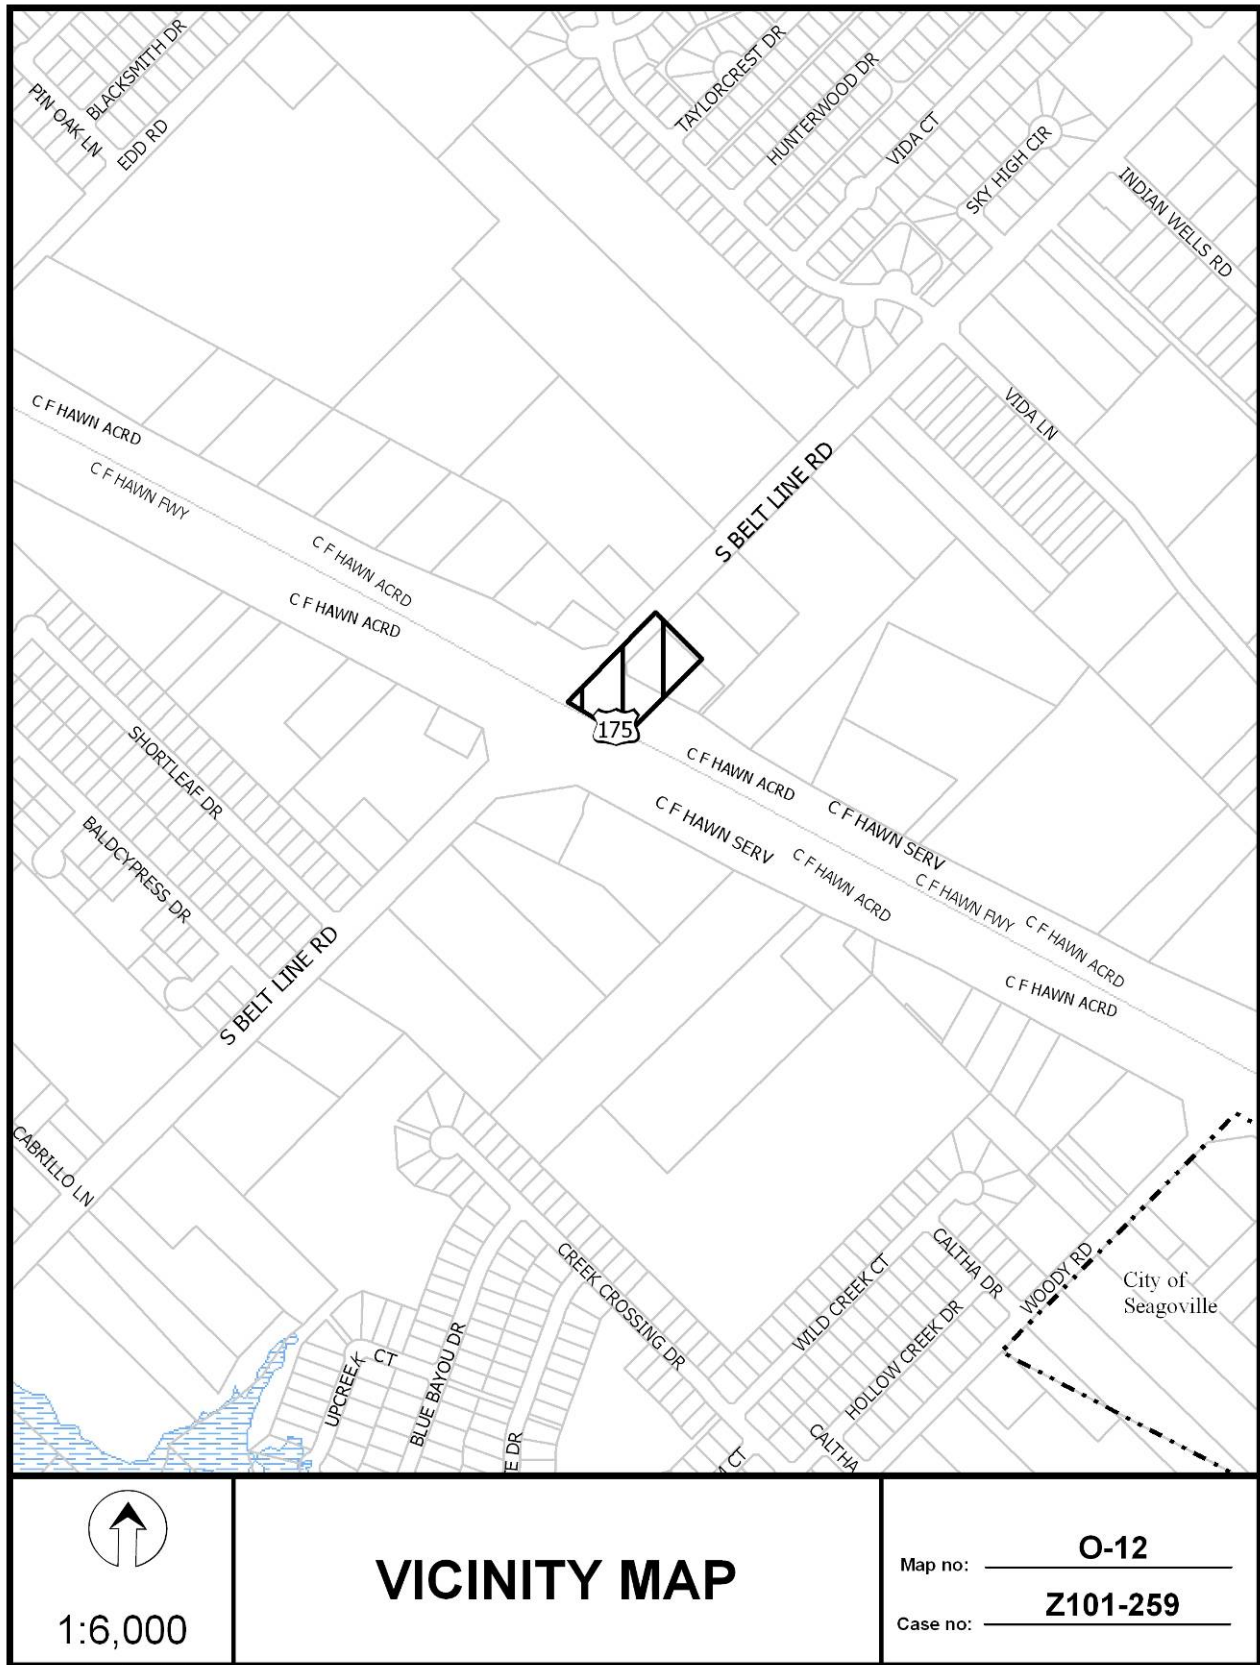 BLACKSMITH DR
PIN OAK LN
EDD RD
TAYLORCREST DR
HUNTERWOOD DR
VIDA CT
SKY HIGH CIR
INDIAN WELLS RD
C F HAWN ACRD
C F HAWN FWY
VIDA LN
S BELT LINE RD
C F HAWN ACRD
C F HAWN ACRD
175
SHORTLEAF DR
C F HAWN ACRD
C F HAWN SERV
C F HAWN SERV
BALDCYPRESS DR
C F HAWN ACRD
C F HAWN FWY
C F HAWN ACRD
S BELT LINE RD
C F HAWN ACRD
CABRILLO LN
CREEK CROSSING DR
WILD CREEK CT
CALTHA DR
WOODY RD
City of
Seagoville
UPCREEK CT
BLUE BAYOU DR
HOLLOW CREEK DR
E DR
CT
CALTHA
1:6,000
VICINITY MAP
Map no: O-12
Case no: Z101-259